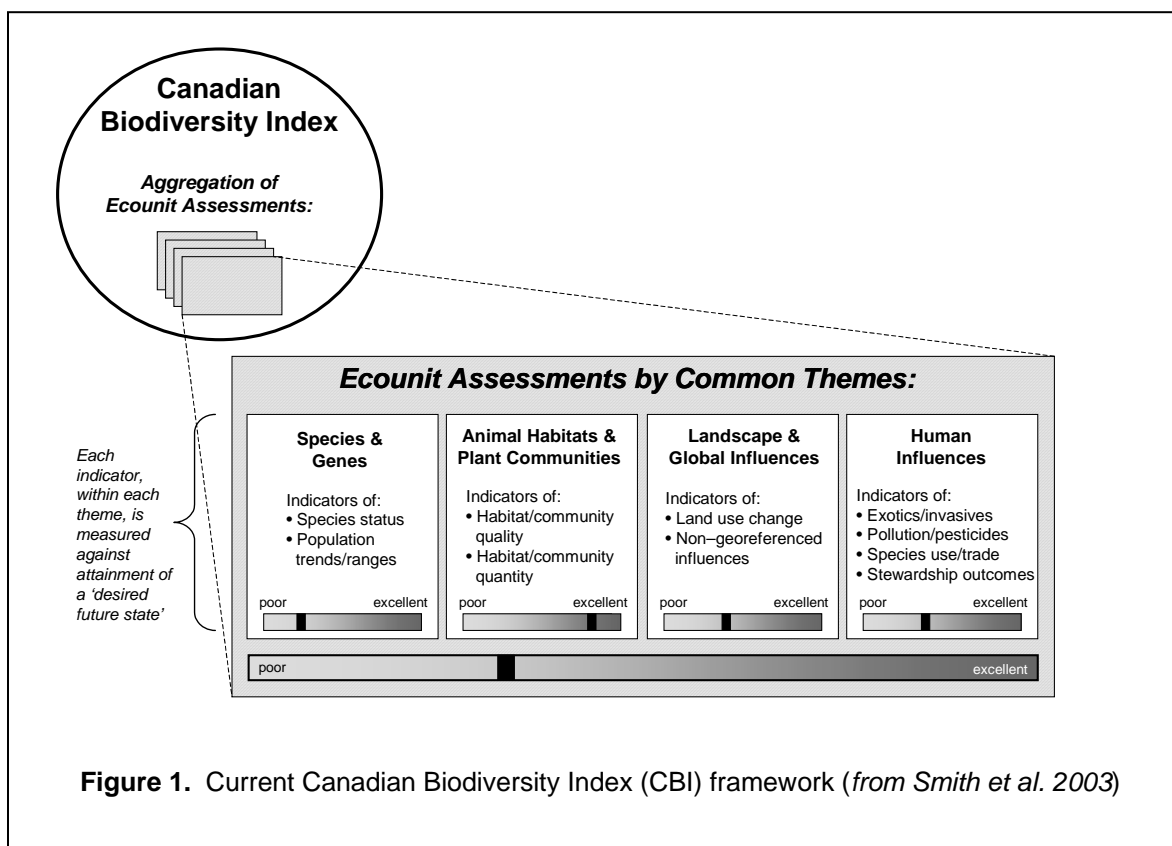 Canadian
Biodiversity Index
Aggregation of
Ecounit Assessments:
Ecounit Assessments by Common Themes:
Each
indicator,
within each
theme, is
measured
against
attainment of
a ‘desired
future state’
Species &
Genes
Indicators of:
• Species status
• Population
trends/ranges
poor excellent
Animal Habitats &
Plant Communities
Indicators of:
• Habitat/community
quality
• Habitat/community
quantity
poor excellent
Landscape &
Global Influences
Indicators of:
• Land use change
• Non–georeferenced
influences
poor excellent
Human
Influences
Indicators of:
• Exotics/invasives
• Pollution/pesticides
• Species use/trade
• Stewardship outcomes
poor excellent
poor excellent
Figure 1. Current Canadian Biodiversity Index (CBI) framework (from Smith et al. 2003)